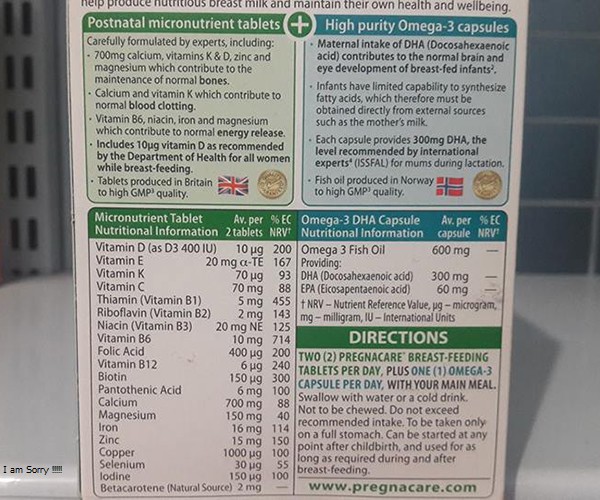 help produce nutritious breast milk and maintain their own health and wellbeing.
Postnatal micronutrient tablets
Carefully formulated by experts, including:
· 700mg calcium, vitamins K & D, zinc and
magnesium which contribute to the
maintenance of normal bones.
· Calcium and vitamin K which contribute to
normal blood clotting.
· Vitamin B6, niacin, iron and magnesium
which contribute to normal energy release.
· Includes 10µg vitamin D as recommended
by the Department of Health for all women
while breast-feeding.
· Tablets produced in Britain
to high GMP³ quality.
+
High purity Omega-3 capsules
· Maternal intake of DHA (Docosahexaenoic
acid) contributes to the normal brain and
eye development of breast-fed infants².
· Infants have limited capability to synthesize
fatty acids, which therefore must be
obtained directly from external sources
such as the mother's milk.
· Each capsule provides 300mg DHA, the
level recommended by international
experts⁴ (ISSFAL) for mums during lactation.
· Fish oil produced in Norway
to high GMP³ quality.
Micronutrient Tablet Av. per % EC
Nutritional Information 2 tablets NRV†
Vitamin D (as D3 400 IU) 10 µg 200
Vitamin E 20 mg α-TE 167
Vitamin K 70 µg 93
Vitamin C 70 mg 88
Thiamin (Vitamin B1) 5 mg 455
Riboflavin (Vitamin B2) 2 mg 143
Niacin (Vitamin B3) 20 mg NE 125
Vitamin B6 10 mg 714
Folic Acid 400 µg 200
Vitamin B12 6 µg 240
Biotin 150 µg 300
Pantothenic Acid 6 mg 100
Calcium 700 mg 88
Magnesium 150 mg 40
Iron 16 mg 114
Zinc 15 mg 150
Copper 1000 µg 100
Selenium 30 µg 55
Iodine 150 µg 100
Betacarotene (Natural Source) 2 mg —
Omega-3 DHA Capsule Av. per % EC
Nutritional Information capsule NRV†
Omega 3 Fish Oil 600 mg —
Providing:
DHA (Docosahexaenoic acid) 300 mg —
EPA (Eicosapentaenoic acid) 60 mg —
† NRV – Nutrient Reference Value, µg – microgram,
mg – milligram, IU – International Units
DIRECTIONS
TWO (2) PREGNACARE® BREAST-FEEDING
TABLETS PER DAY, PLUS ONE (1) OMEGA-3
CAPSULE PER DAY, WITH YOUR MAIN MEAL.
Swallow with water or a cold drink.
Not to be chewed. Do not exceed
recommended intake. To be taken only
on a full stomach. Can be started at any
point after childbirth, and used for as
long as required during and after
breast-feeding.
www.pregnacare.com
I am Sorry !!!!!